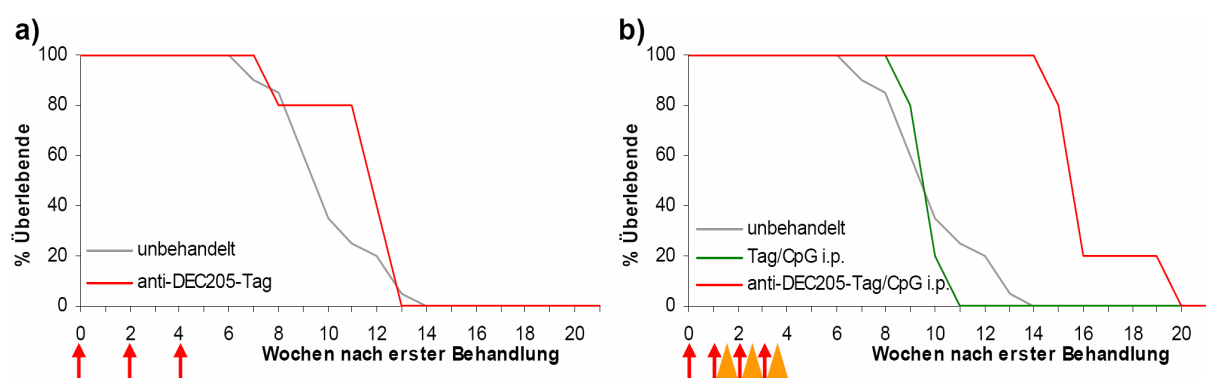 a)
100
80
60
40
20
0
% Überlebende
unbehandelt
anti-DEC205-Tag
0 2 4 6 8 10 12 14 16 18 20
Wochen nach erster Behandlung
b)
100
80
60
40
20
0
% Überlebende
unbehandelt
Tag/CpG i.p.
anti-DEC205-Tag/CpG i.p.
0 2 4 6 8 10 12 14 16 18 20
Wochen nach erster Behandlung